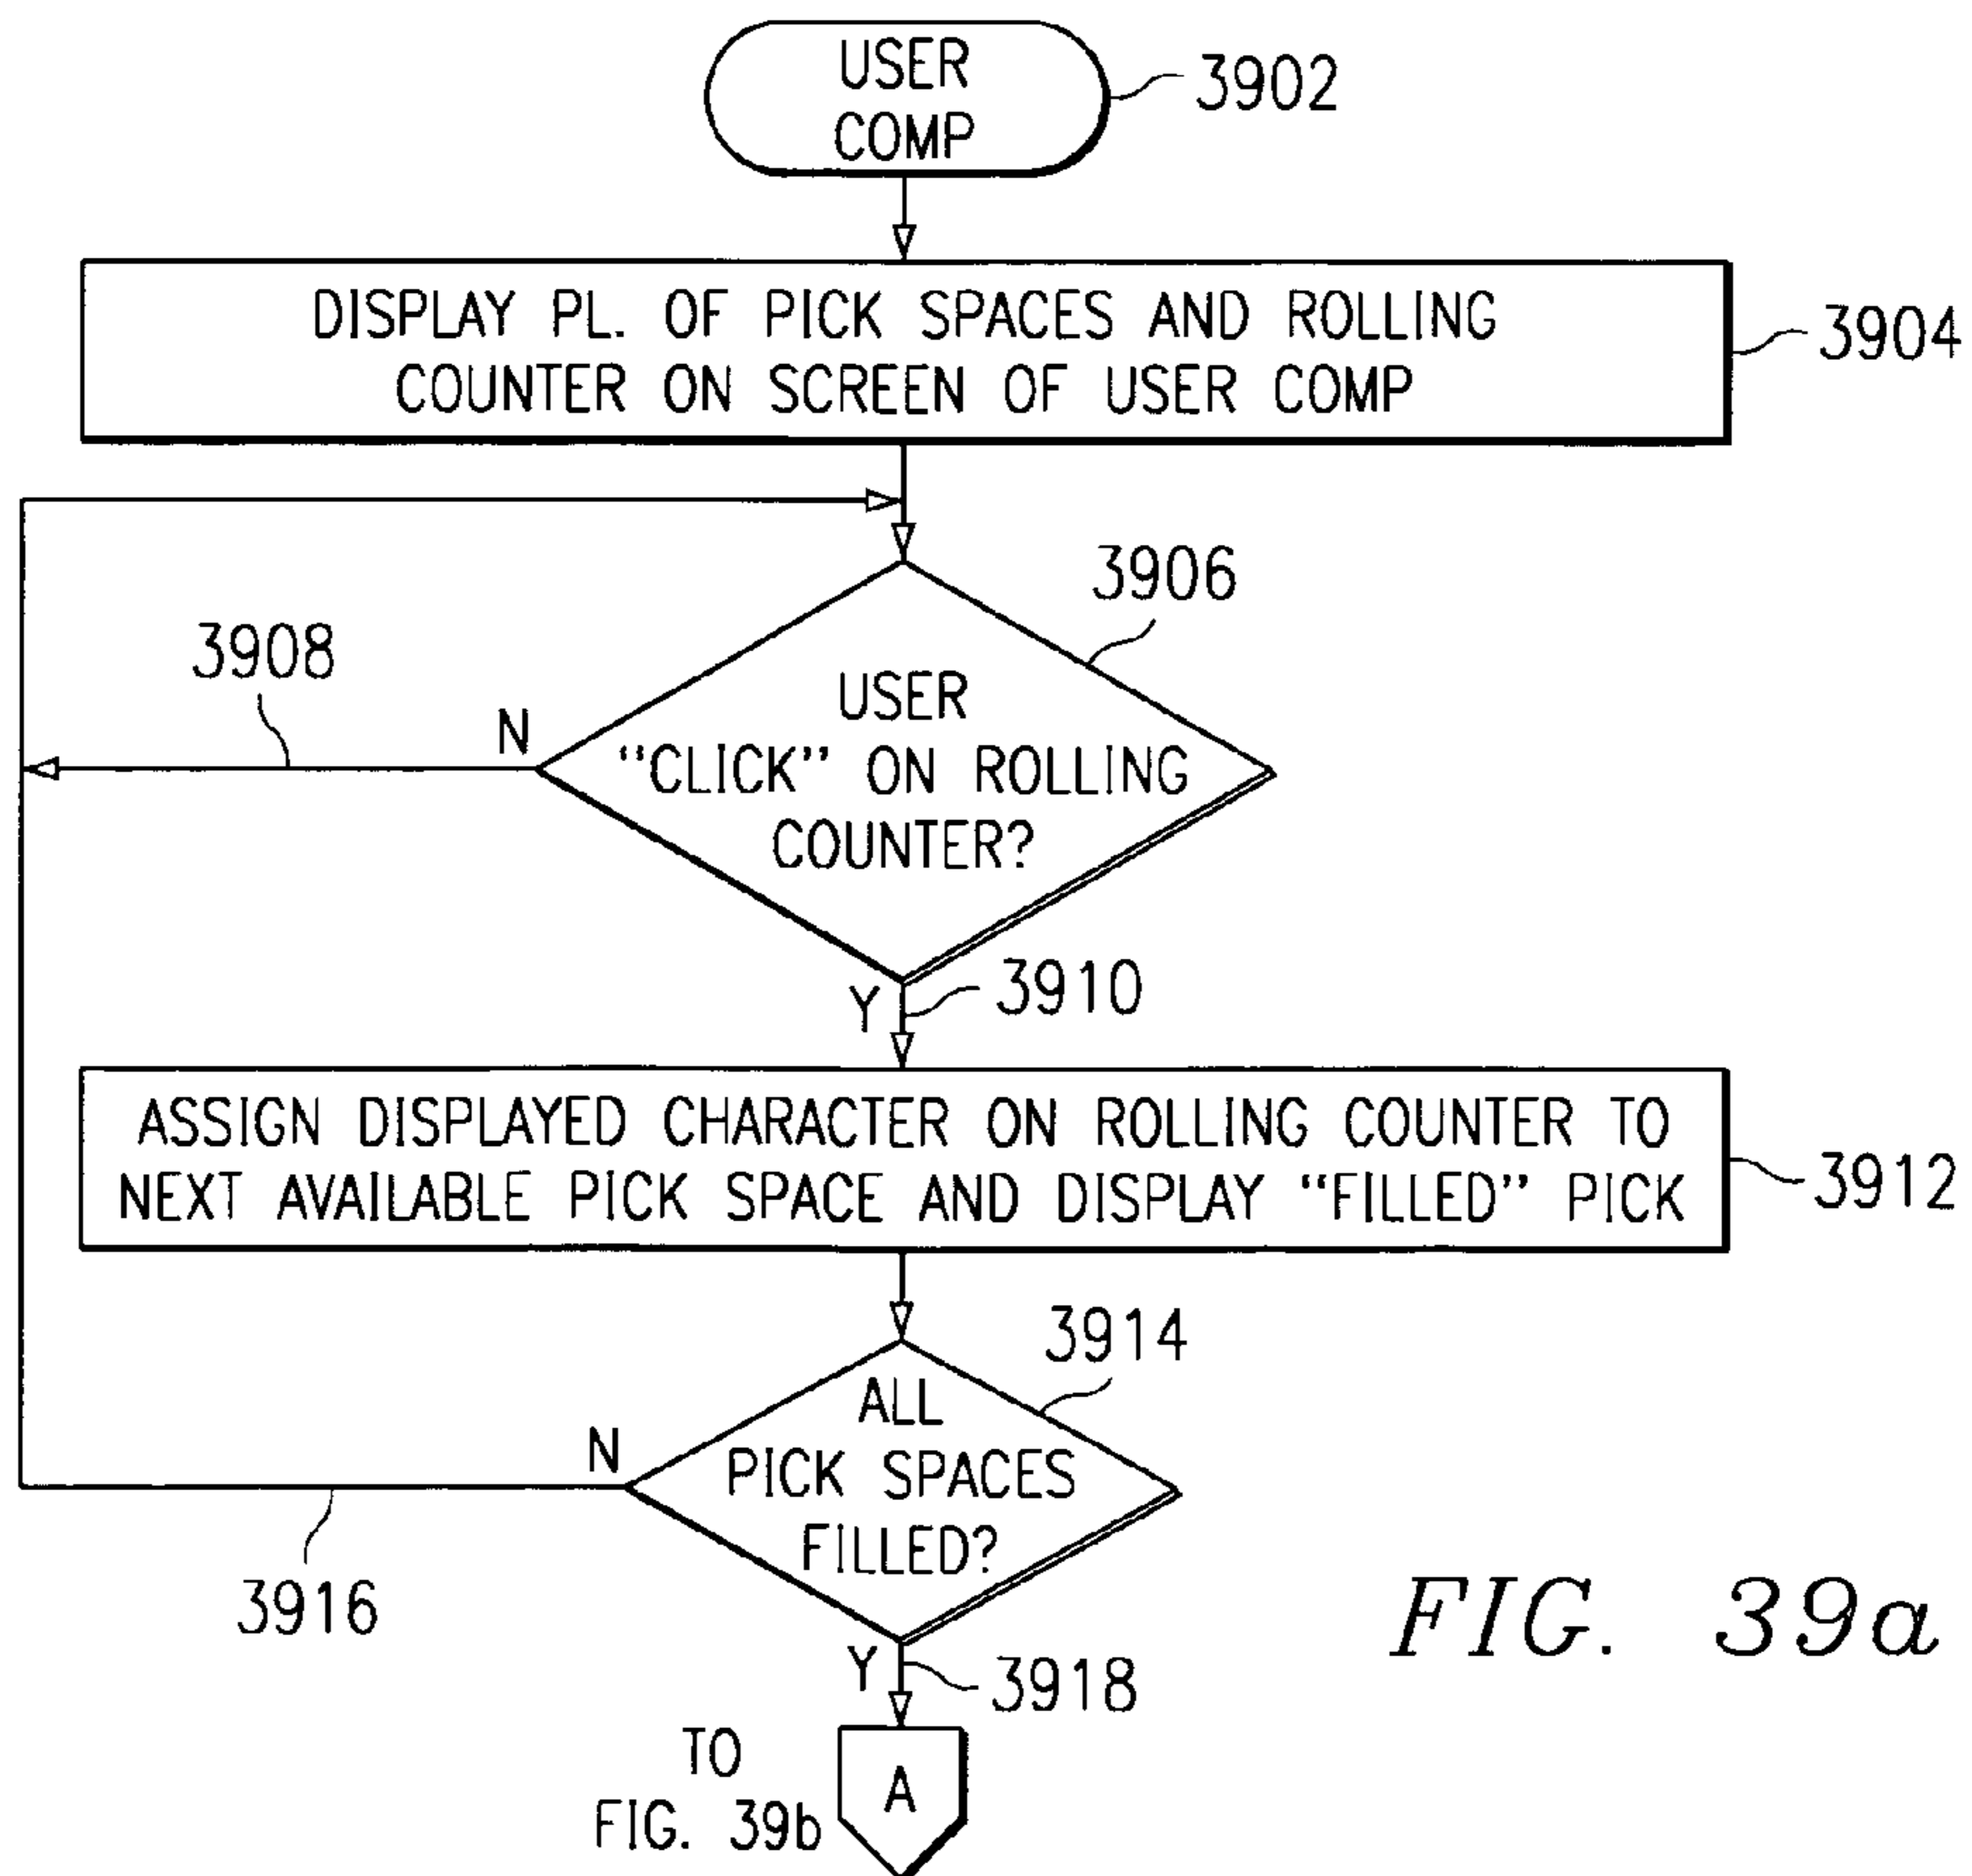 USER
COMP
3902
DISPLAY PL. OF PICK SPACES AND ROLLING
COUNTER ON SCREEN OF USER COMP
3904
3906
3908
N
USER
“CLICK” ON ROLLING
COUNTER?
Y
3910
ASSIGN DISPLAYED CHARACTER ON ROLLING COUNTER TO
NEXT AVAILABLE PICK SPACE AND DISPLAY “FILLED” PICK
3912
3914
N
ALL
PICK SPACES
FILLED?
3916
Y
3918
TO
FIG. 39b
A
FIG. 39a